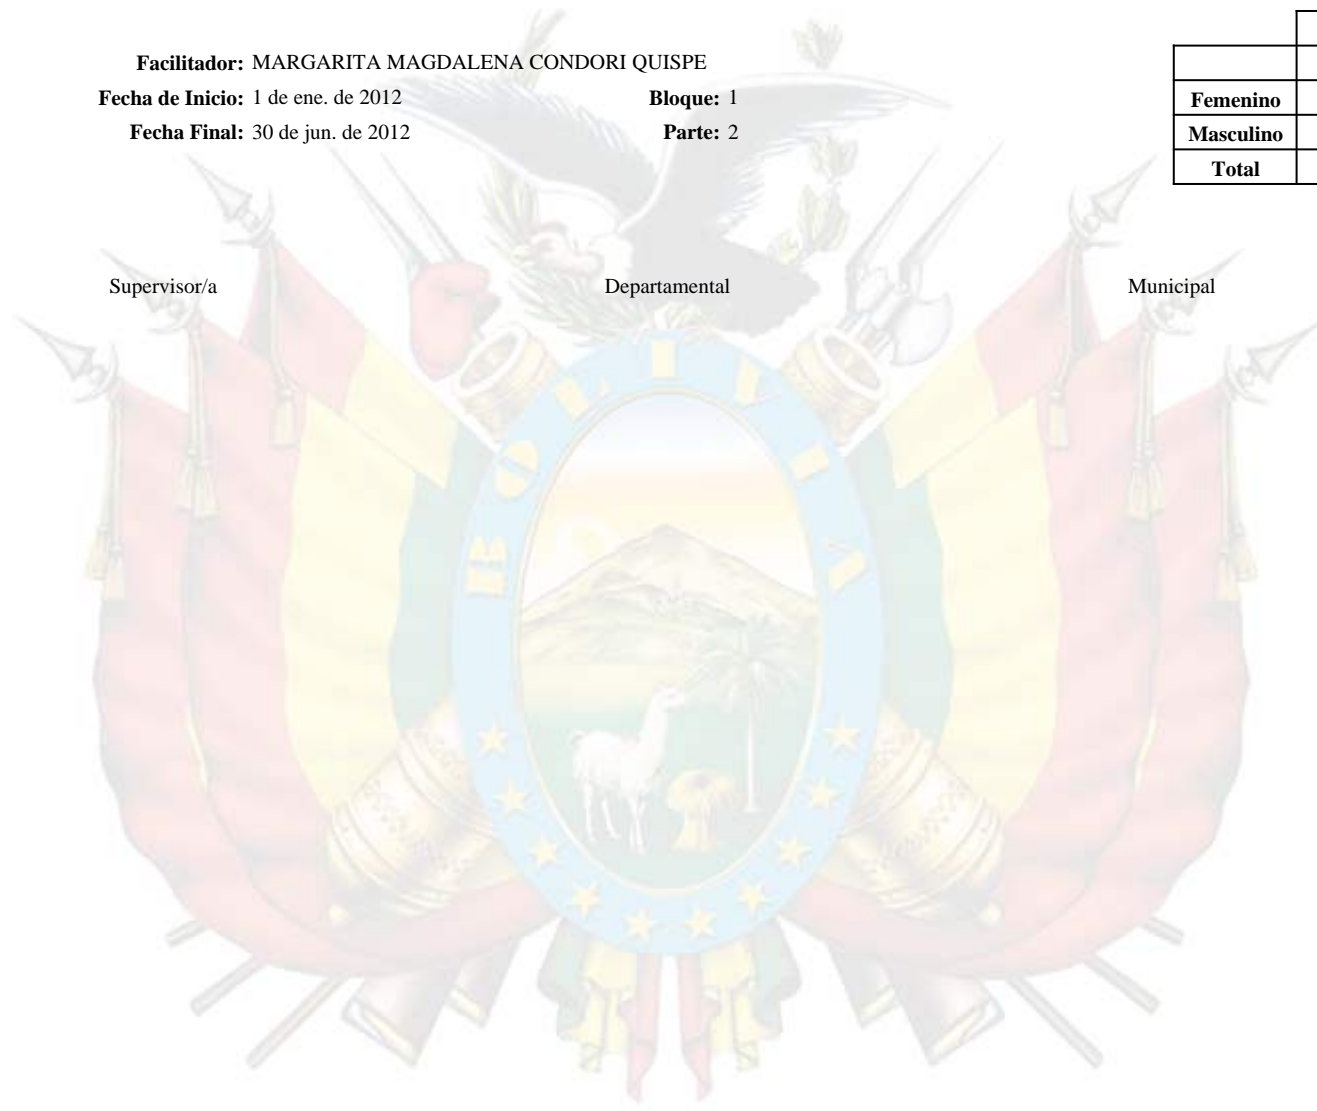 Facilitador: MARGARITA MAGDALENA CONDORI QUISPE
Fecha de Inicio: 1 de ene. de 2012 Bloque: 1
Fecha Final: 30 de jun. de 2012 Parte: 2
Femenino
Masculino
Total
Supervisor/a Departamental Municipal
BOLIVIA